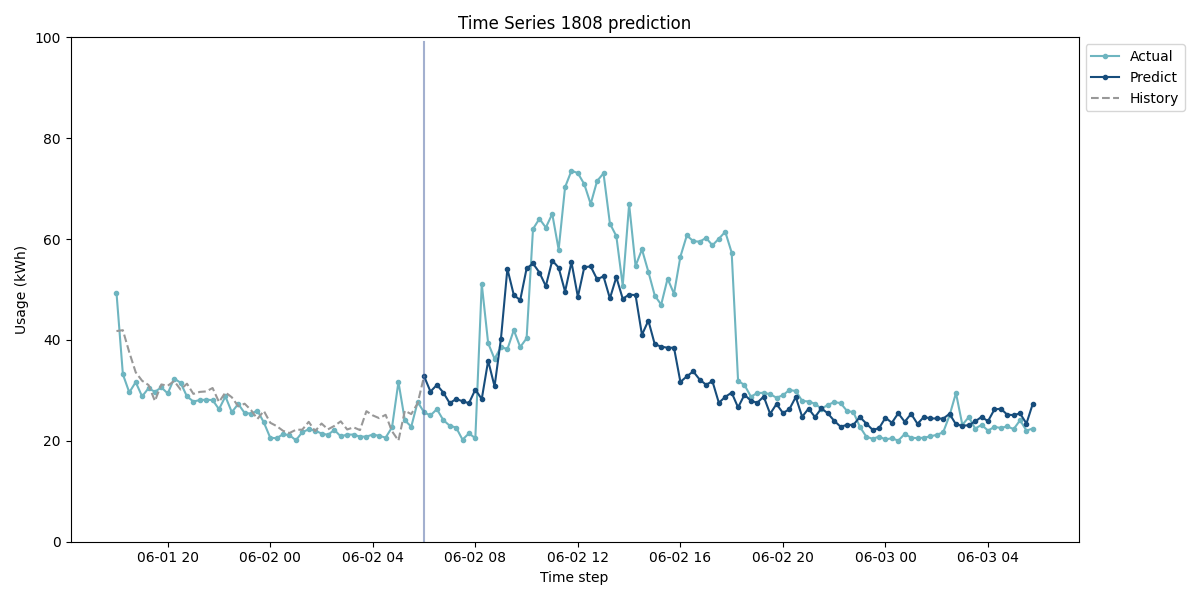 Time Series 1808 prediction
100
80
60
40
20
0
Usage (kWh)
06-01 20
06-02 00
06-02 04
06-02 08
06-02 12
06-02 16
06-02 20
06-03 00
06-03 04
Time step
Actual
Predict
History